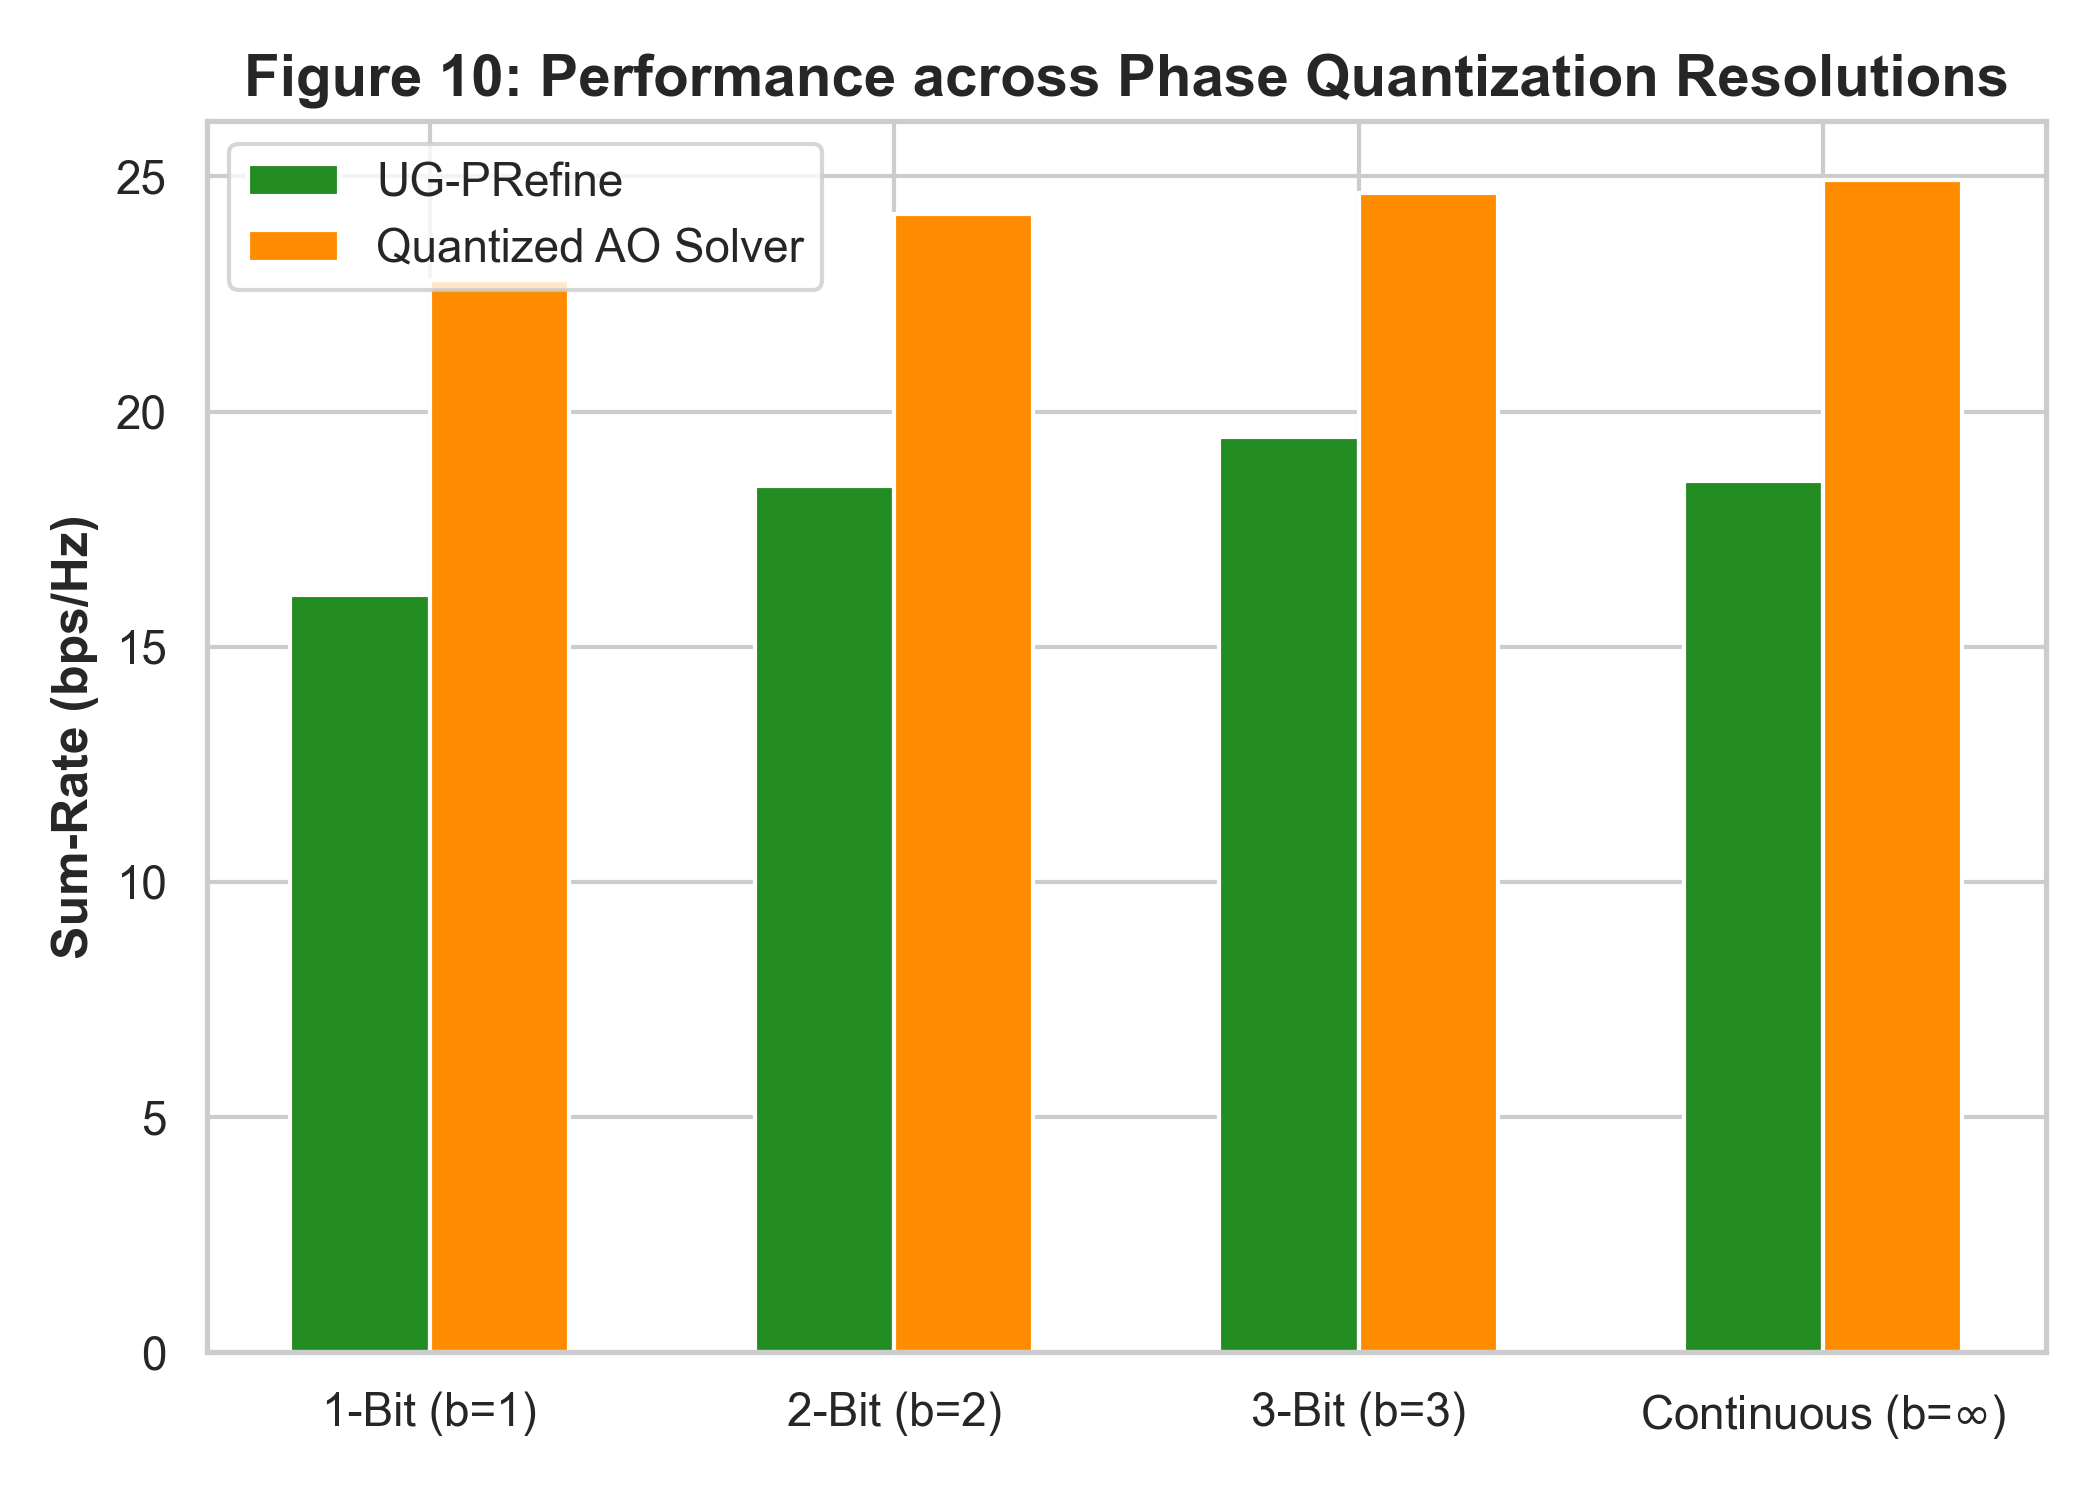 Figure 10: Performance across Phase Quantization Resolutions
UG-PRefine
Quantized AO Solver
Sum-Rate (bps/Hz)
25
20
15
10
5
0
1-Bit (b=1)
2-Bit (b=2)
3-Bit (b=3)
Continuous (b=∞)